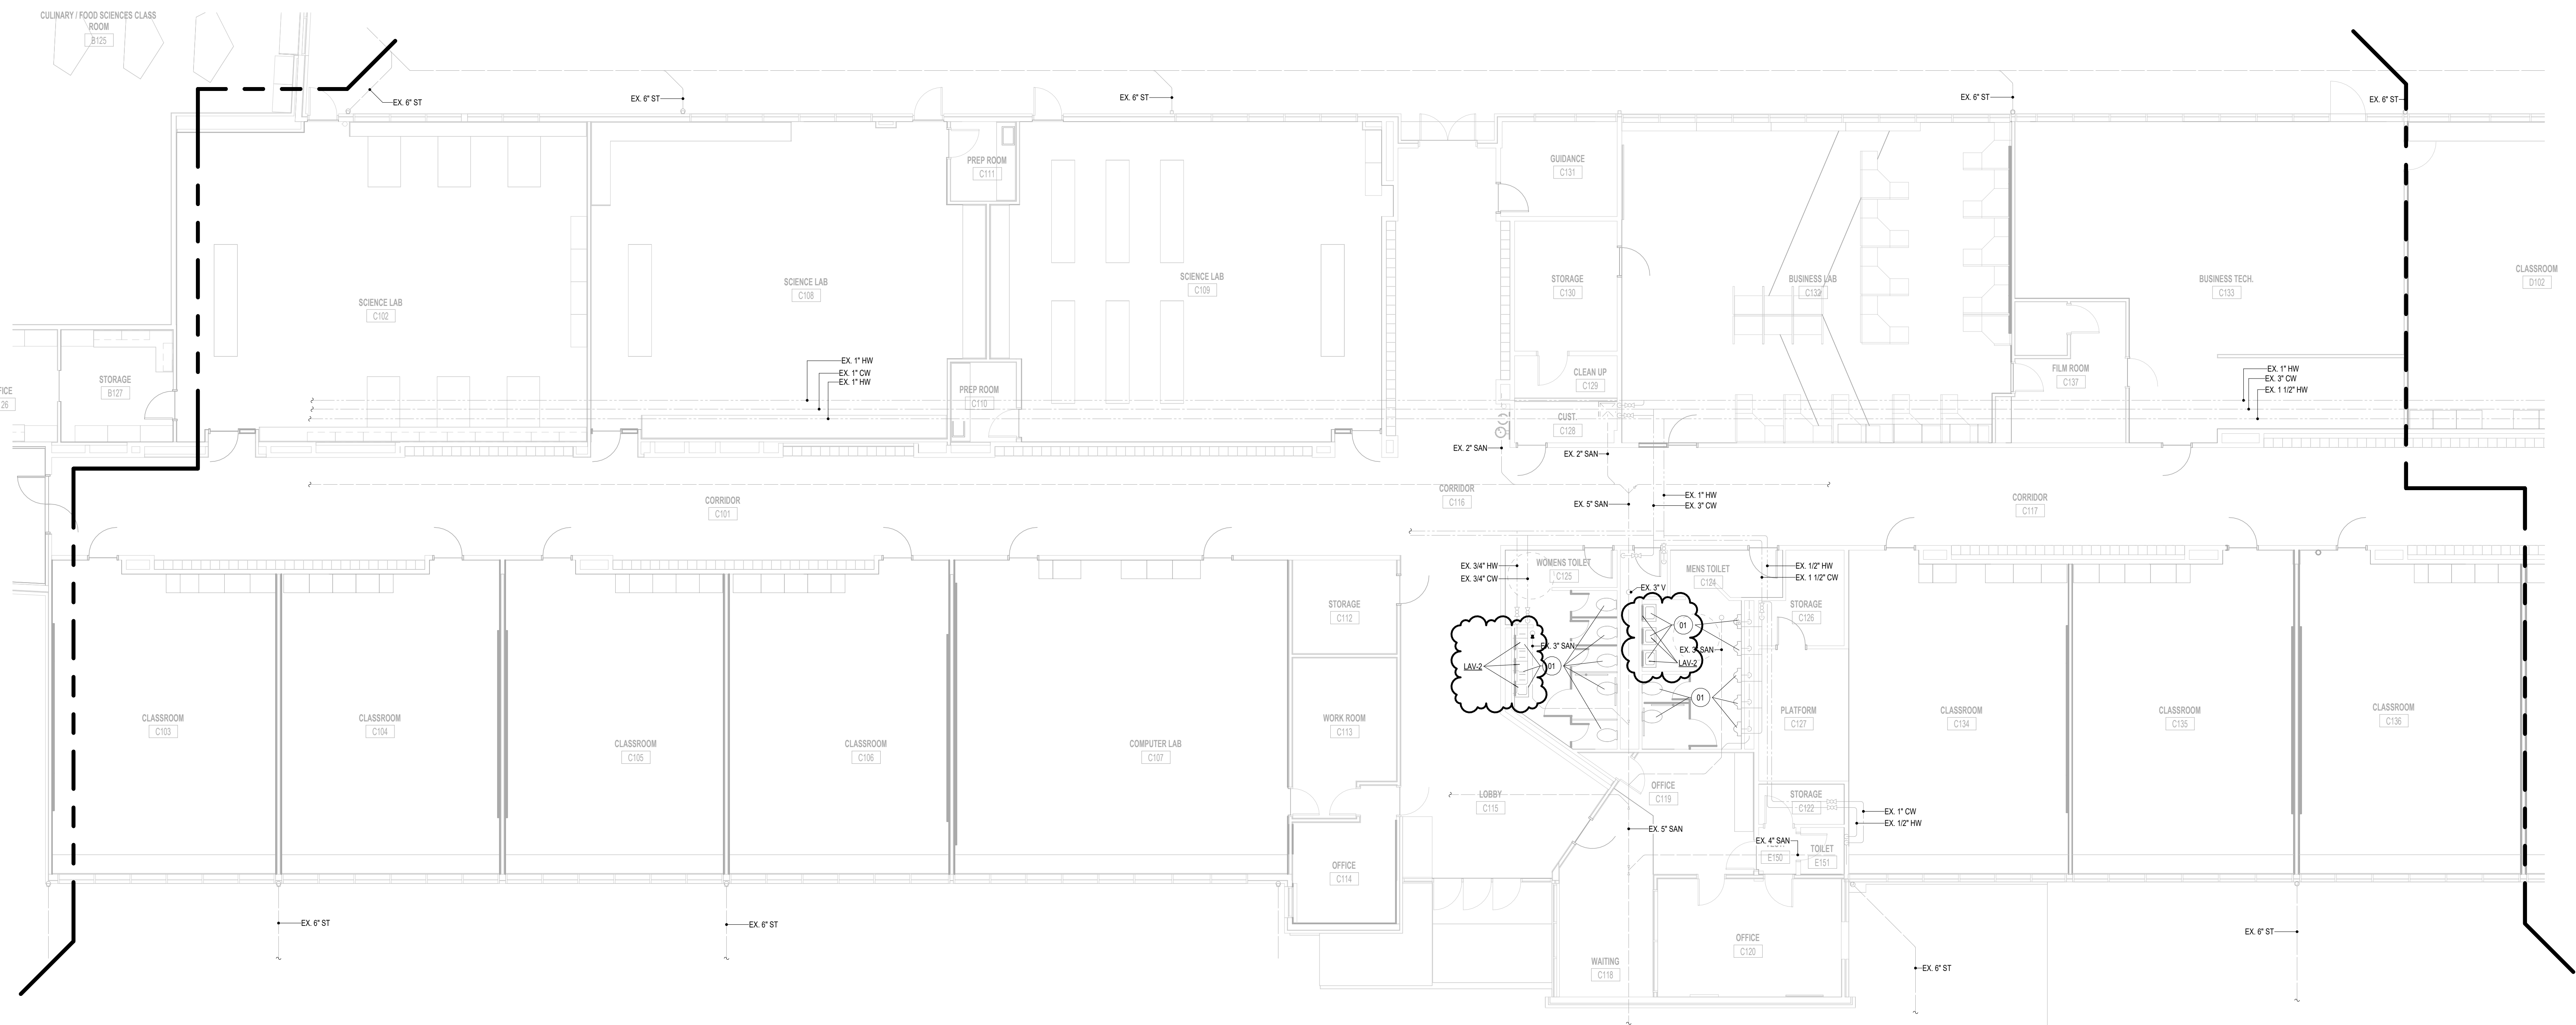 CULINARY / FOOD SCIENCES CLASS
ROOM
B125
EX. 6" ST
EX. 6" ST
EX. 6" ST
EX. 6" ST
EX. 6" ST
PREP ROOM
C111
GUIDANCE
C131
SCIENCE LAB
C102
SCIENCE LAB
C108
SCIENCE LAB
C109
STORAGE
C130
BUSINESS LAB
C132
BUSINESS TECH.
C133
CLASSROOM
D102
FICE
26
STORAGE
B127
EX. 1" HW
EX. 1" CW
EX. 1" HW
PREP ROOM
C110
CLEAN UP
C129
FILM ROOM
C137
EX. 1" HW
EX. 3" CW
EX. 1 1/2" HW
CUST.
C128
EX. 2" SAN
EX. 2" SAN
CORRIDOR
C101
CORRIDOR
C116
EX. 5" SAN
EX. 1" HW
EX. 3" CW
CORRIDOR
C117
EX. 3/4" HW
EX. 3/4" CW
WOMENS TOILET
C125
EX. 3" V
MENS TOILET
C124
EX. 1/2" HW
EX. 1 1/2" CW
STORAGE
C112
STORAGE
C126
LAV-2
EX. 3" SAN
01
01
EX. 3" SAN
LAV-2
01
CLASSROOM
C103
CLASSROOM
C104
CLASSROOM
C105
CLASSROOM
C106
COMPUTER LAB
C107
WORK ROOM
C113
PLATFORM
C127
CLASSROOM
C134
CLASSROOM
C135
CLASSROOM
C136
LOBBY
C115
OFFICE
C119
STORAGE
C122
EX. 1" CW
EX. 1/2" HW
EX. 5" SAN
EX. 4" SAN
E150
TOILET
E151
OFFICE
C114
EX. 6" ST
EX. 6" ST
WAITING
C118
OFFICE
C120
EX. 6" ST
EX. 6" ST